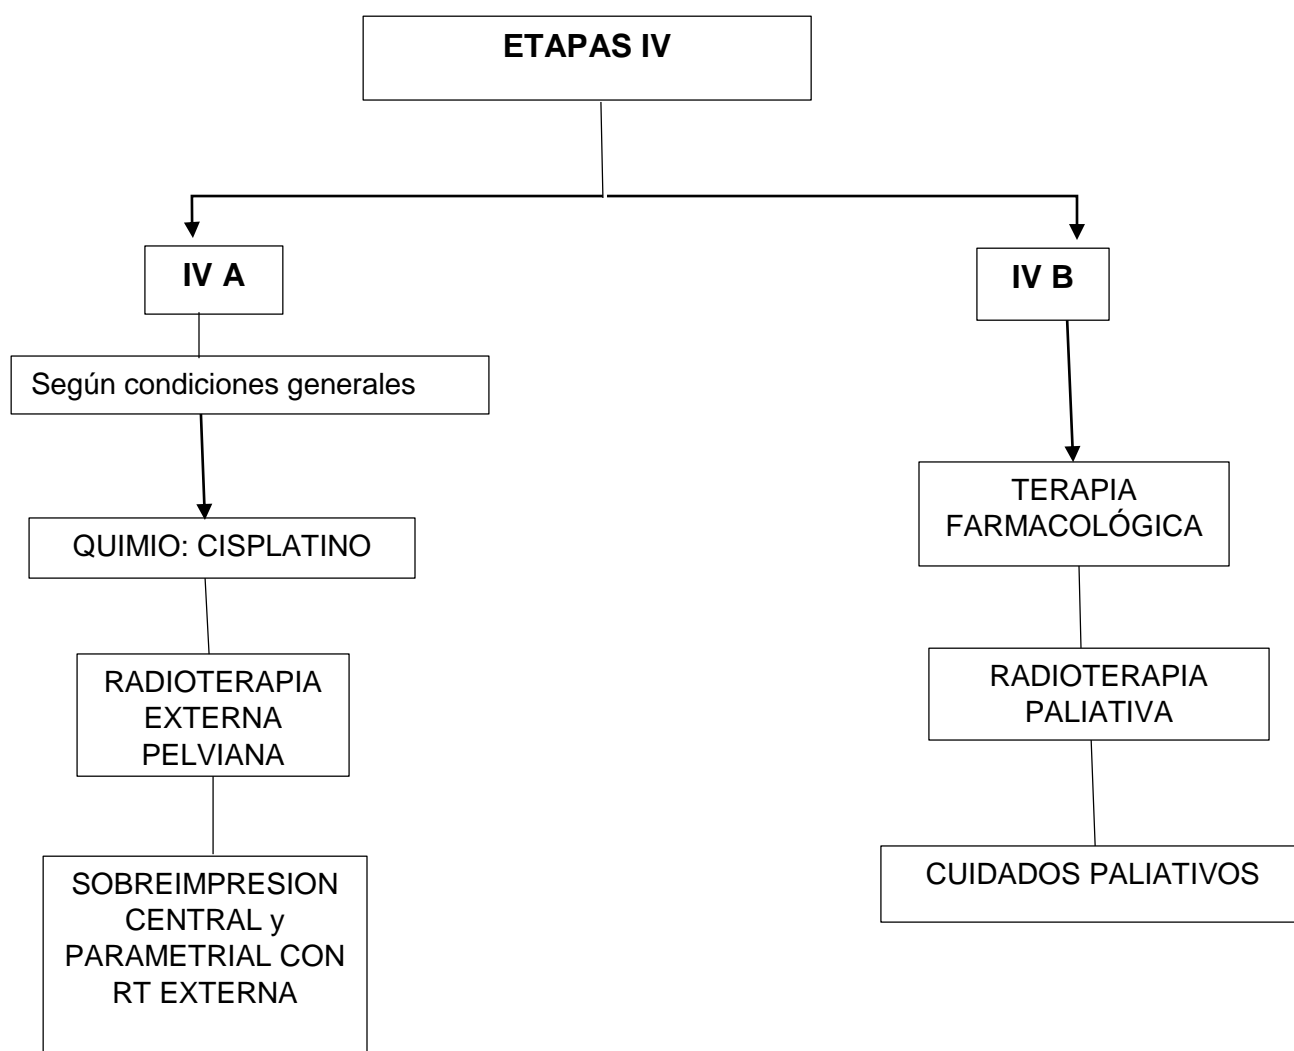 ETAPAS IV
IV A
IV B
Según condiciones generales
QUIMIO: CISPLATINO
TERAPIA
FARMACOLÓGICA
RADIOTERAPIA
EXTERNA
PELVIANA
RADIOTERAPIA
PALIATIVA
SOBREIMPRESION
CENTRAL y
PARAMETRIAL CON
RT EXTERNA
CUIDADOS PALIATIVOS